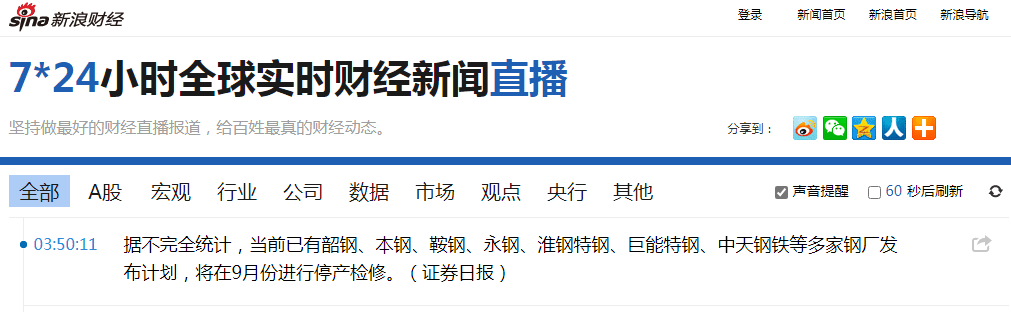 sina新浪财经 登录 新闻首页 新浪首页 新浪导航
7*24小时全球实时财经新闻直播
坚持做最好的财经直播报道，给百姓最真的财经动态。 分享到：
全部 A股 宏观 行业 公司 数据 市场 观点 央行 其他 声音提醒 60 秒后刷新
03:50:11 据不完全统计，当前已有韶钢、本钢、鞍钢、永钢、淮钢特钢、巨能特钢、中天钢铁等多家钢厂发
布计划，将在9月份进行停产检修。（证券日报）